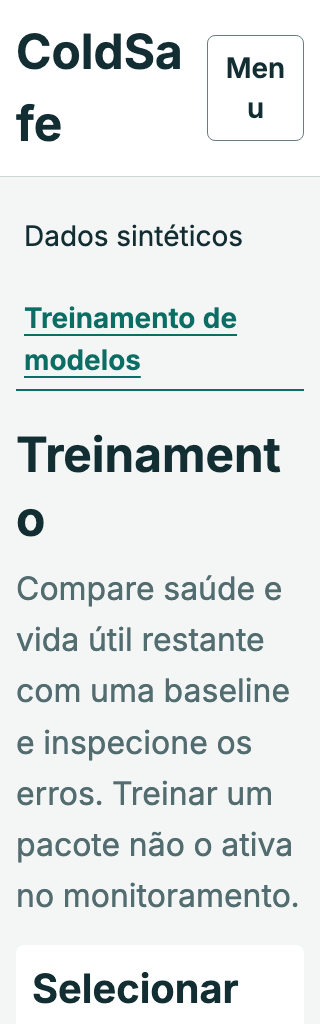 ColdSa
fe
Men
u
Dados sintéticos
Treinamento de
modelos
Treinament
o
Compare saúde e
vida útil restante
com uma baseline
e inspecione os
erros. Treinar um
pacote não o ativa
no monitoramento.
Selecionar